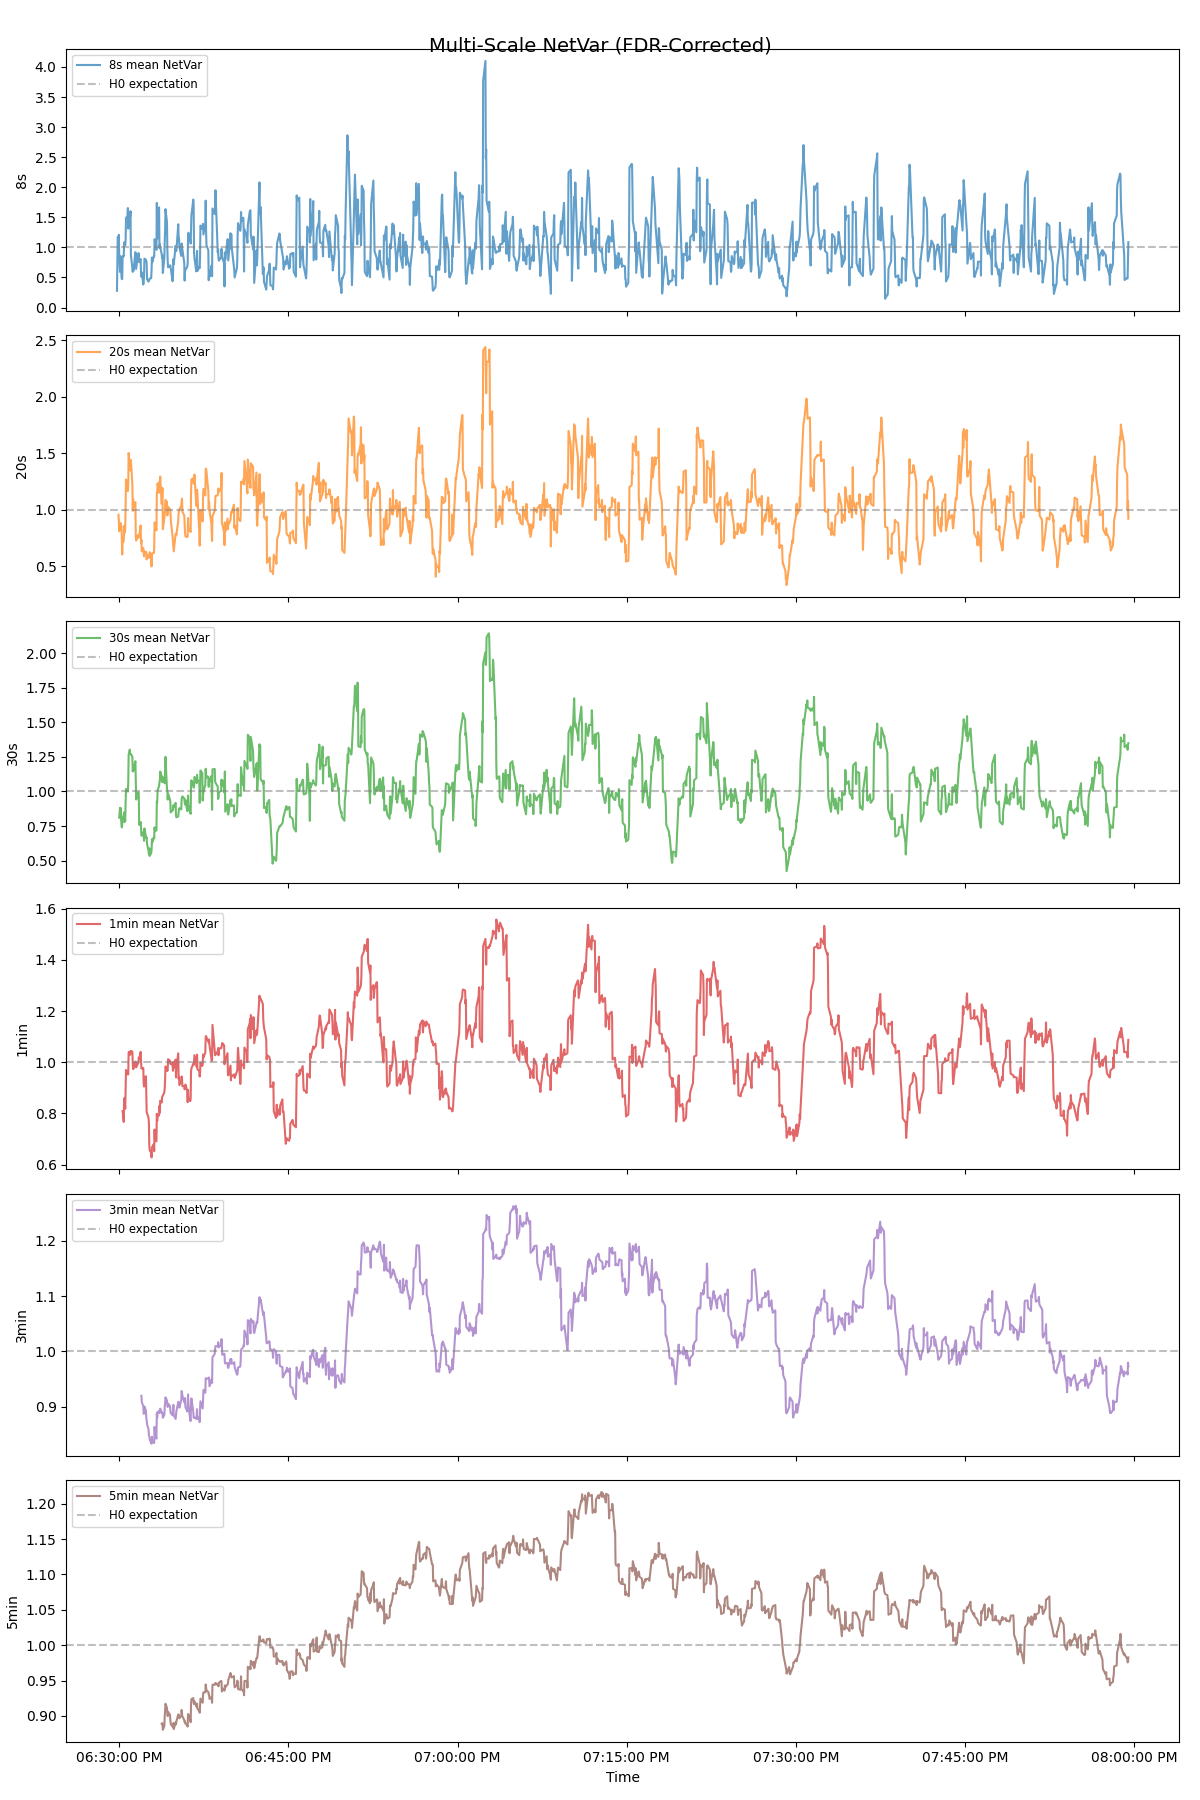 Multi-Scale NetVar (FDR-Corrected)
8s mean NetVar
H0 expectation
4.0
3.5
3.0
2.5
2.0
1.5
1.0
0.5
0.0
8s
20s mean NetVar
H0 expectation
2.5
2.0
1.5
1.0
0.5
20s
30s mean NetVar
H0 expectation
2.00
1.75
1.50
1.25
1.00
0.75
0.50
30s
1min mean NetVar
H0 expectation
1.6
1.4
1.2
1.0
0.8
0.6
1min
3min mean NetVar
H0 expectation
1.2
1.1
1.0
0.9
3min
5min mean NetVar
H0 expectation
1.20
1.15
1.10
1.05
1.00
0.95
0.90
5min
06:30:00 PM 06:45:00 PM 07:00:00 PM 07:15:00 PM 07:30:00 PM 07:45:00 PM 08:00:00 PM
Time